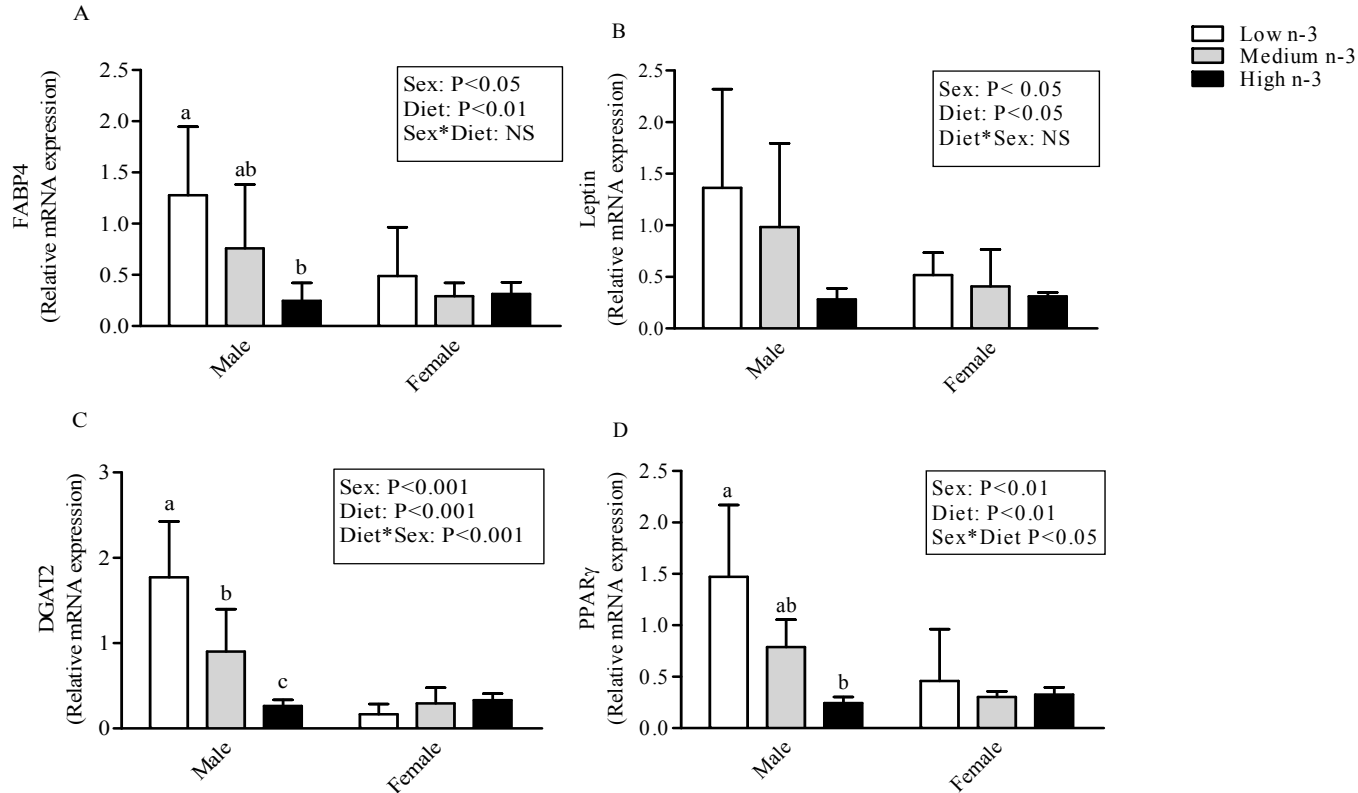 A
FABP4
(Relative mRNA expression)
2.5
2.0
1.5
1.0
0.5
0.0
a
ab
b
Sex: P<0.05
Diet: P<0.01
Sex*Diet: NS
Male
Female
B
Leptin
(Relative mRNA expression)
2.5
2.0
1.5
1.0
0.5
0.0
Sex: P< 0.05
Diet: P<0.05
Diet*Sex: NS
Male
Female
Low n-3
Medium n-3
High n-3
C
DGAT2
(Relative mRNA expression)
3
2
1
0
a
b
c
Sex: P<0.001
Diet: P<0.001
Diet*Sex: P<0.001
Male
Female
D
PPARγ
(Relative mRNA expression)
2.5
2.0
1.5
1.0
0.5
0.0
a
ab
b
Sex: P<0.01
Diet: P<0.01
Sex*Diet P<0.05
Male
Female